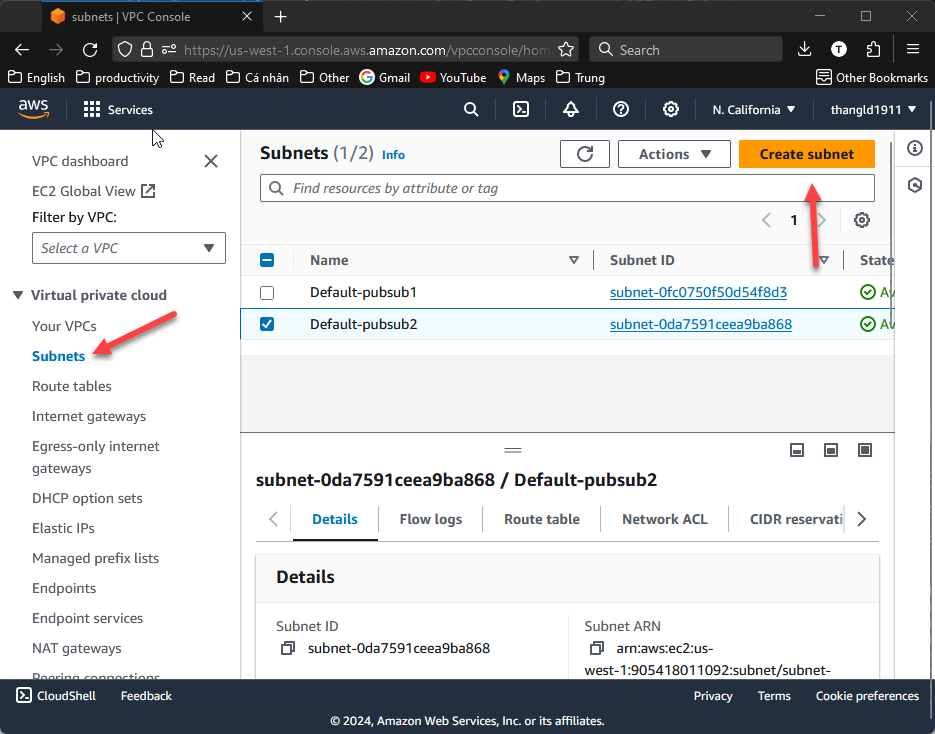 subnets | VPC Console
https://us-west-1.console.aws.amazon.com/vpcconsole/hom
Search
T
English
productivity
Read
Cá nhân
Other
Gmail
YouTube
Maps
Trung
Other Bookmarks
aws
Services
N. California
thangld1911
VPC dashboard
EC2 Global View
Filter by VPC:
Select a VPC
Virtual private cloud
Your VPCs
Subnets
Route tables
Internet gateways
Egress-only internet
gateways
DHCP option sets
Elastic IPs
Managed prefix lists
Endpoints
Endpoint services
NAT gateways
Peering connections
Subnets (1/2) Info
Actions
Create subnet
Find resources by attribute or tag
1
Name
Subnet ID
State
Default-pubsub1
subnet-0fc0750f50d54f8d3
Av
Default-pubsub2
subnet-0da7591ceea9ba868
Av
subnet-0da7591ceea9ba868 / Default-pubsub2
Details
Flow logs
Route table
Network ACL
CIDR reservati
Details
Subnet ID
subnet-0da7591ceea9ba868
Subnet ARN
arn:aws:ec2:us-
west-1:905418011092:subnet/subnet-
CloudShell
Feedback
Privacy
Terms
Cookie preferences
© 2024, Amazon Web Services, Inc. or its affiliates.